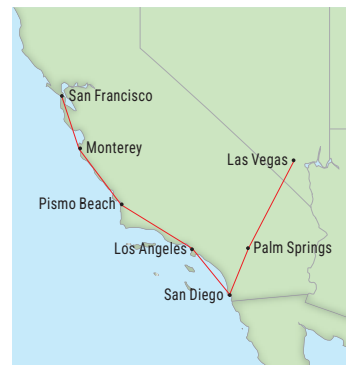 San Francisco
Monterey
Las Vegas
Pismo Beach
Los Angeles
Palm Springs
San Diego